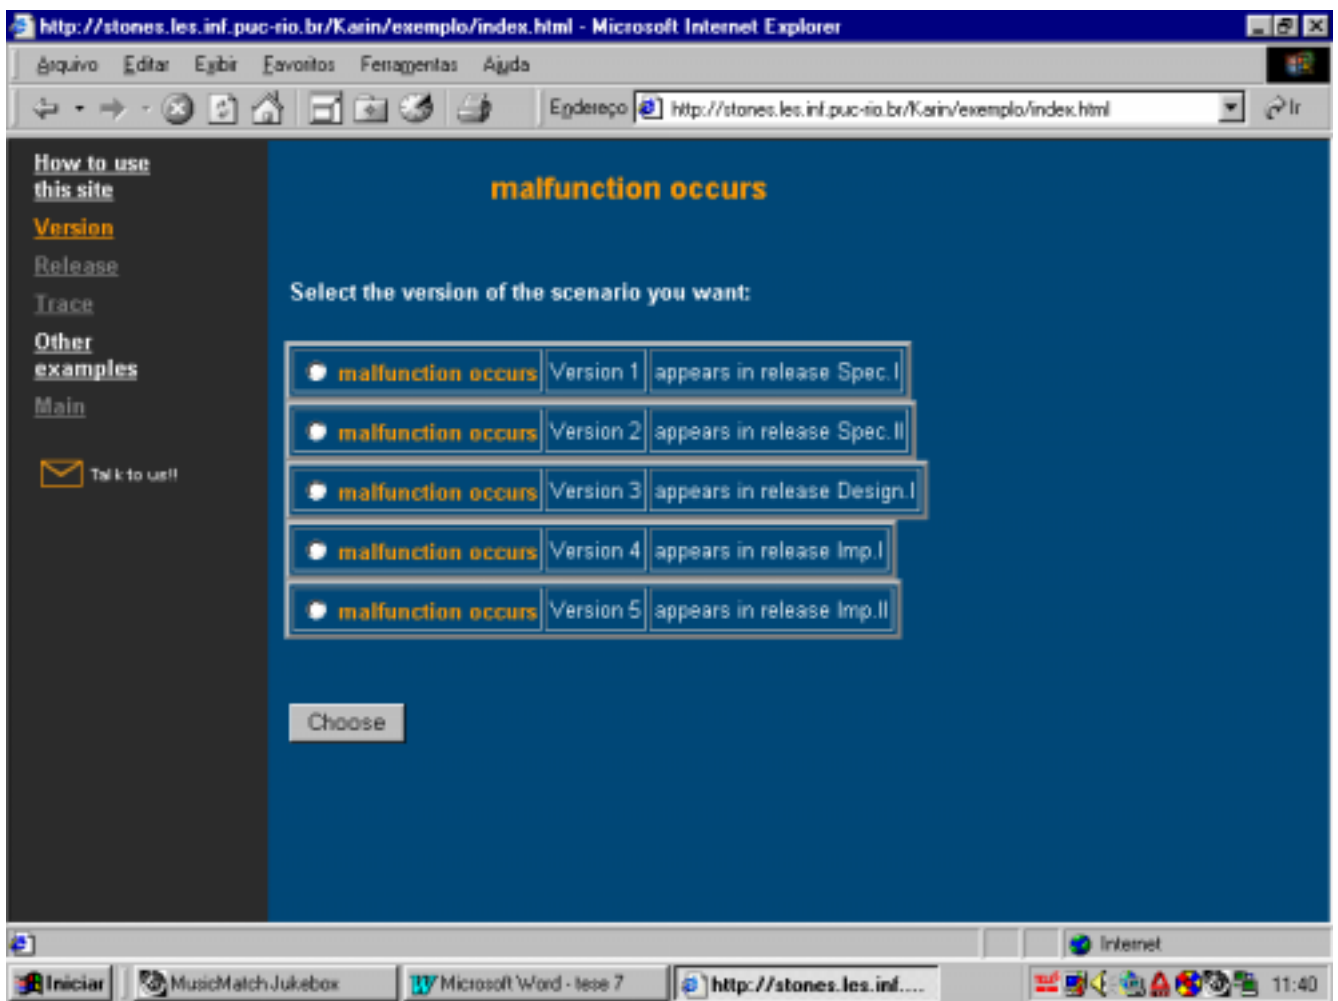 http://stones.les.inf.puc-rio.br/Karin/exemplo/index.html - Microsoft Internet Explorer
Arquivo Editar Exibir Favoritos Ferramentas Ajuda
Endereço http://stones.les.inf.puc-rio.br/Karin/exemplo/index.html Ir
How to use
this site
Version
Release
Trace
Other
examples
Main
Talk to us!!
malfunction occurs
Select the version of the scenario you want:
malfunction occurs Version 1 appears in release Spec.I
malfunction occurs Version 2 appears in release Spec.II
malfunction occurs Version 3 appears in release Design.I
malfunction occurs Version 4 appears in release Imp.I
malfunction occurs Version 5 appears in release Imp.II
Choose
Internet
Iniciar MusicMatch Jukebox Microsoft Word - tese 7 http://stones.les.inf.... 11:40